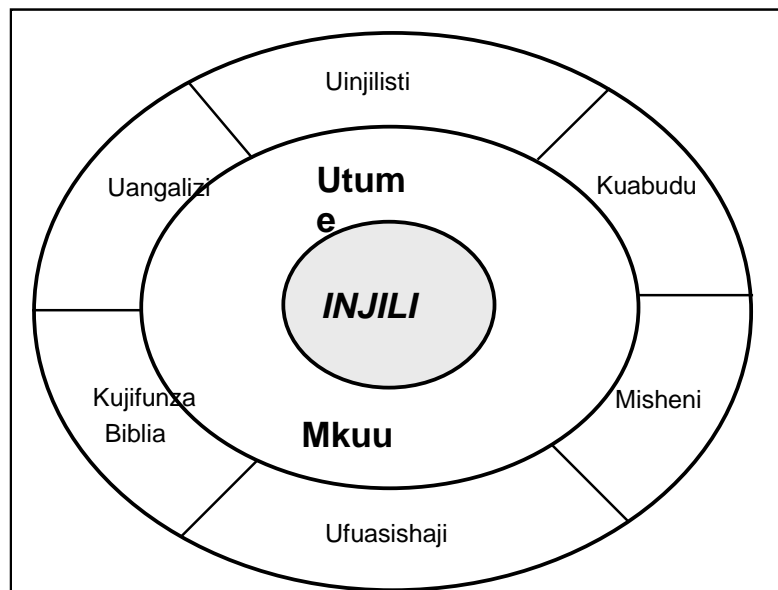 Uinjilisti
Uangalizi
Utum
e
Kuabudu
INJILI
Kujifunza
Biblia
Misheni
Mkuu
Ufuasishaji